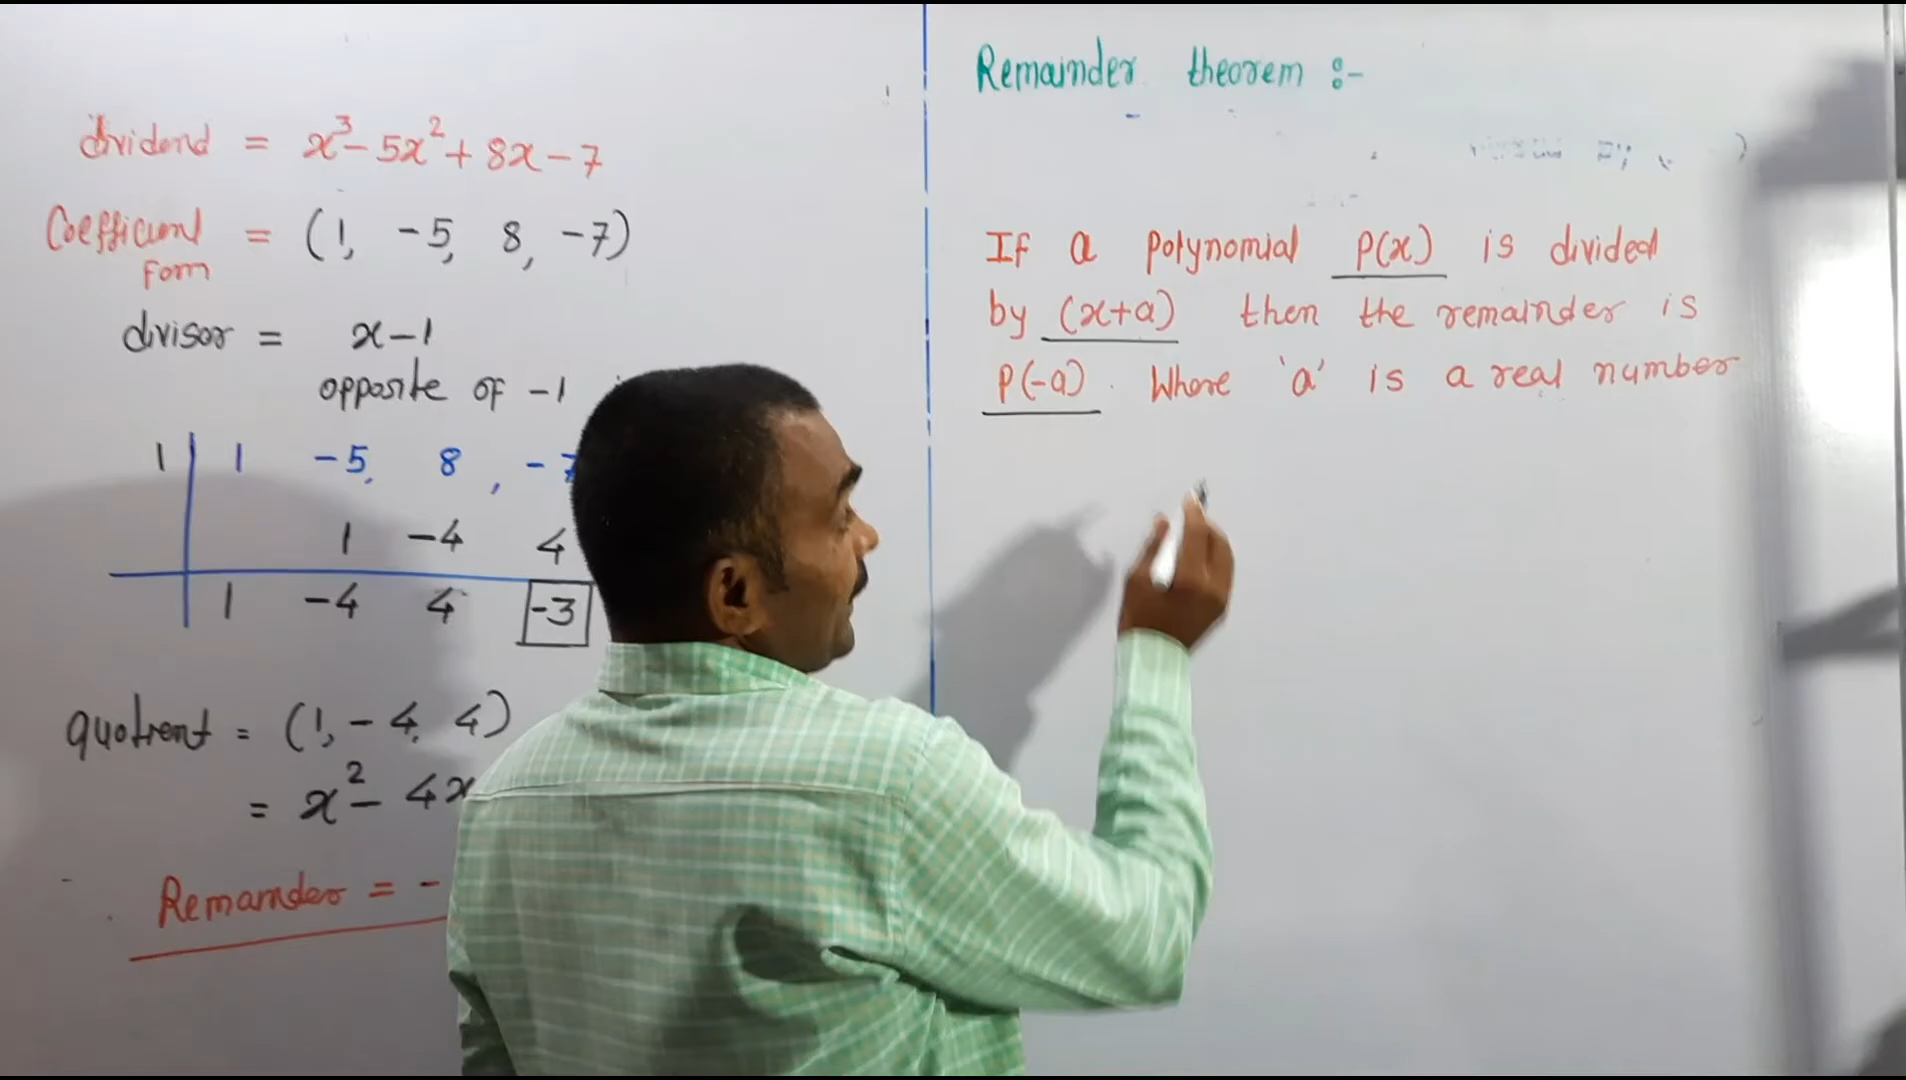 dividend = x³ - 5x² + 8x - 7
Coefficient = (1, -5, 8, -7)
Form
divisor = x-1
opposite of -1
1 | 1 -5, 8, -7
1 -4 4
1 -4 4 -3
quotient = (1, -4, 4)
= x² - 4x
Remainder = -
Remainder theorem :-
If a polynomial P(x) is divided
by (x+a) then the remainder is
P(-a). Where 'a' is a real number